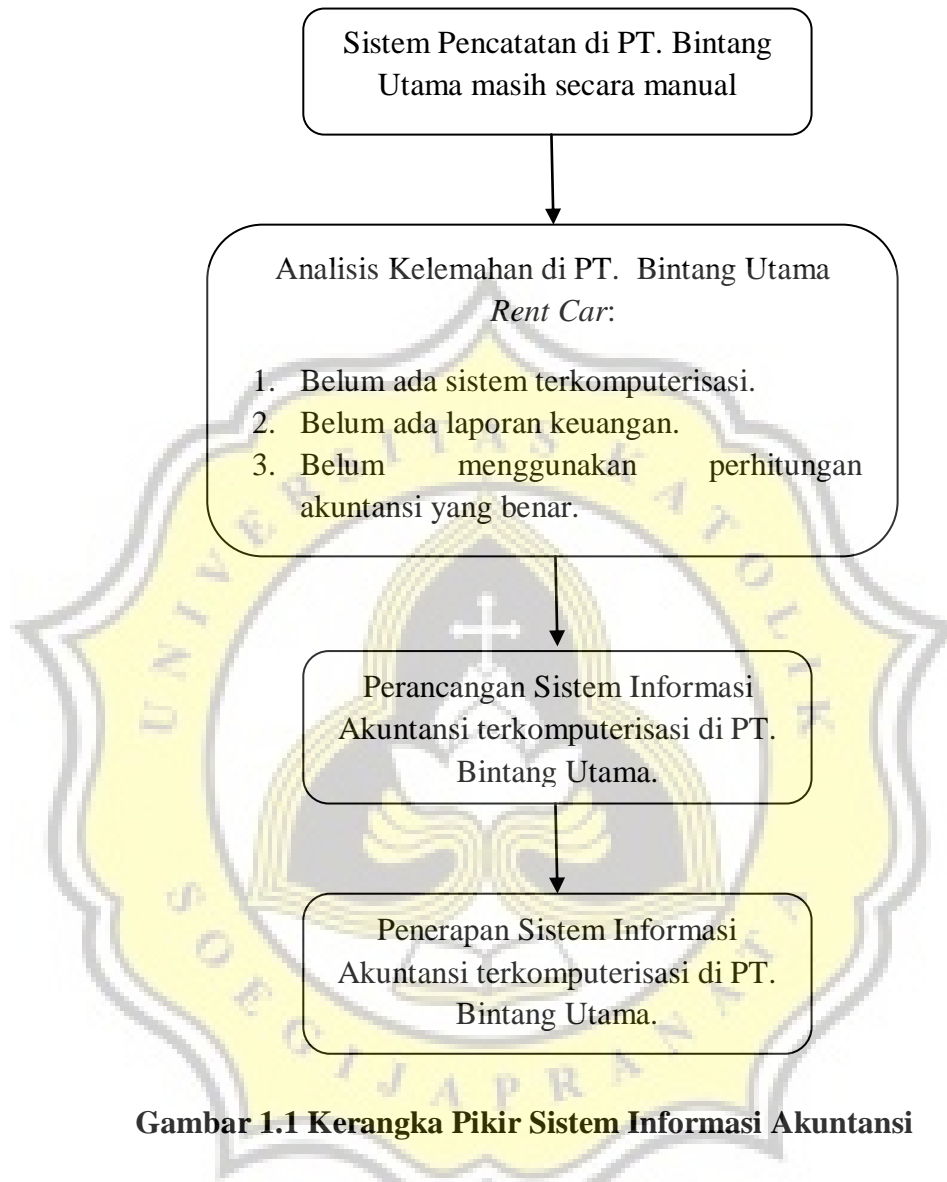 Sistem Pencatatan di PT. Bintang
Utama masih secara manual
Analisis Kelemahan di PT. Bintang Utama
Rent Car:
1. Belum ada sistem terkomputerisasi.
2. Belum ada laporan keuangan.
3. Belum menggunakan perhitungan
akuntansi yang benar.
Perancangan Sistem Informasi
Akuntansi terkomputerisasi di PT.
Bintang Utama.
Penerapan Sistem Informasi
Akuntansi terkomputerisasi di PT.
Bintang Utama.
Gambar 1.1 Kerangka Pikir Sistem Informasi Akuntansi
UNIVERSITAS KATOLIK
SOEGIJAPRANATA